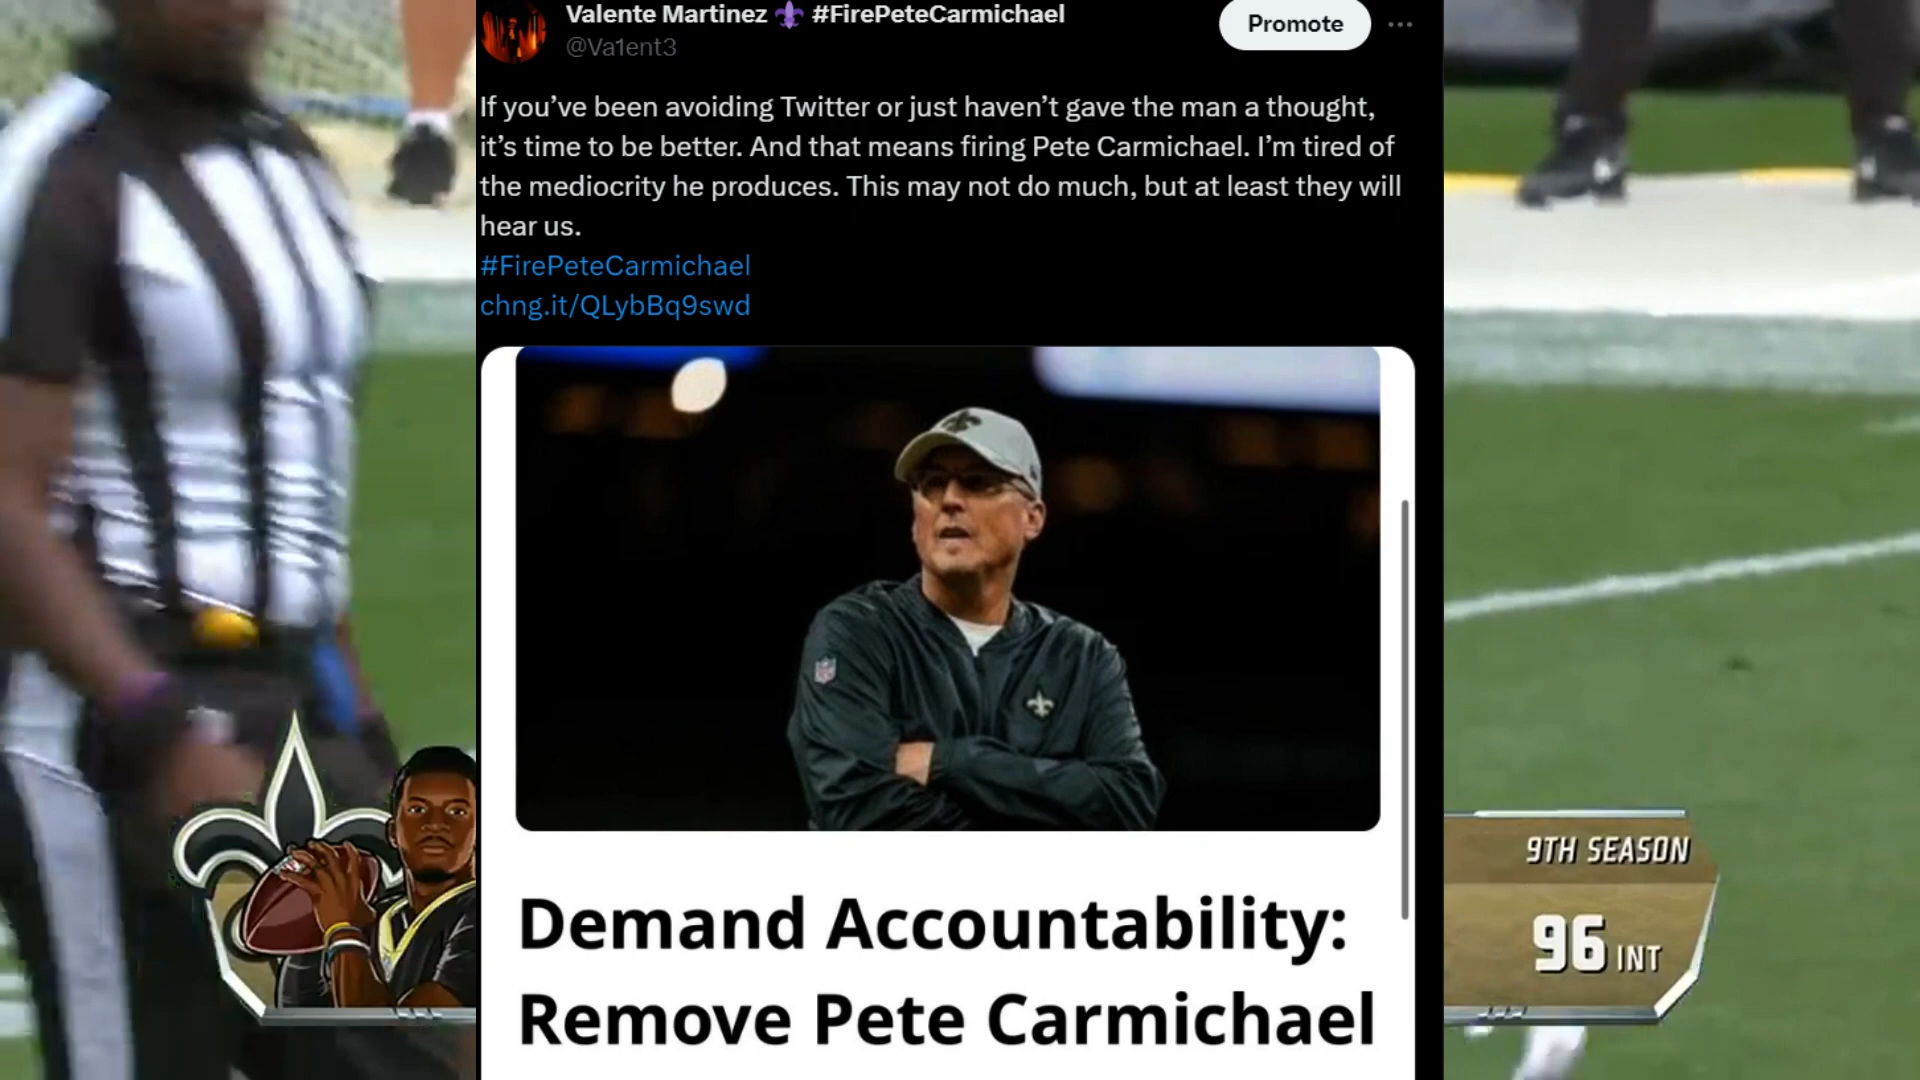 Valente Martinez ⚜ #FirePeteCarmichael
@Va1ent3
Promote
If you’ve been avoiding Twitter or just haven’t gave the man a thought,
it’s time to be better. And that means firing Pete Carmichael. I’m tired of
the mediocrity he produces. This may not do much, but at least they will
hear us.
#FirePeteCarmichael
chng.it/QLybBq9swd
Demand Accountability:
Remove Pete Carmichael
9TH SEASON
96 INT